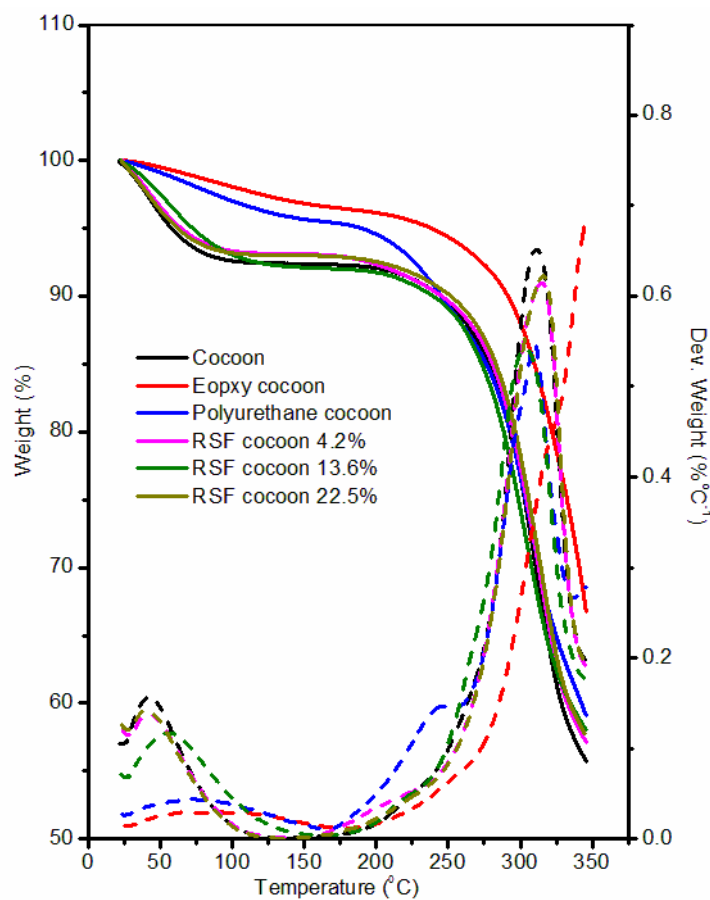 110
100
90
80
70
60
50
Weight (%)
0.8
0.6
0.4
0.2
0.0
Dev. Weight (%°C⁻¹)
Cocoon
Eopxy cocoon
Polyurethane cocoon
RSF cocoon 4.2%
RSF cocoon 13.6%
RSF cocoon 22.5%
0 50 100 150 200 250 300 350
Temperature (°C)